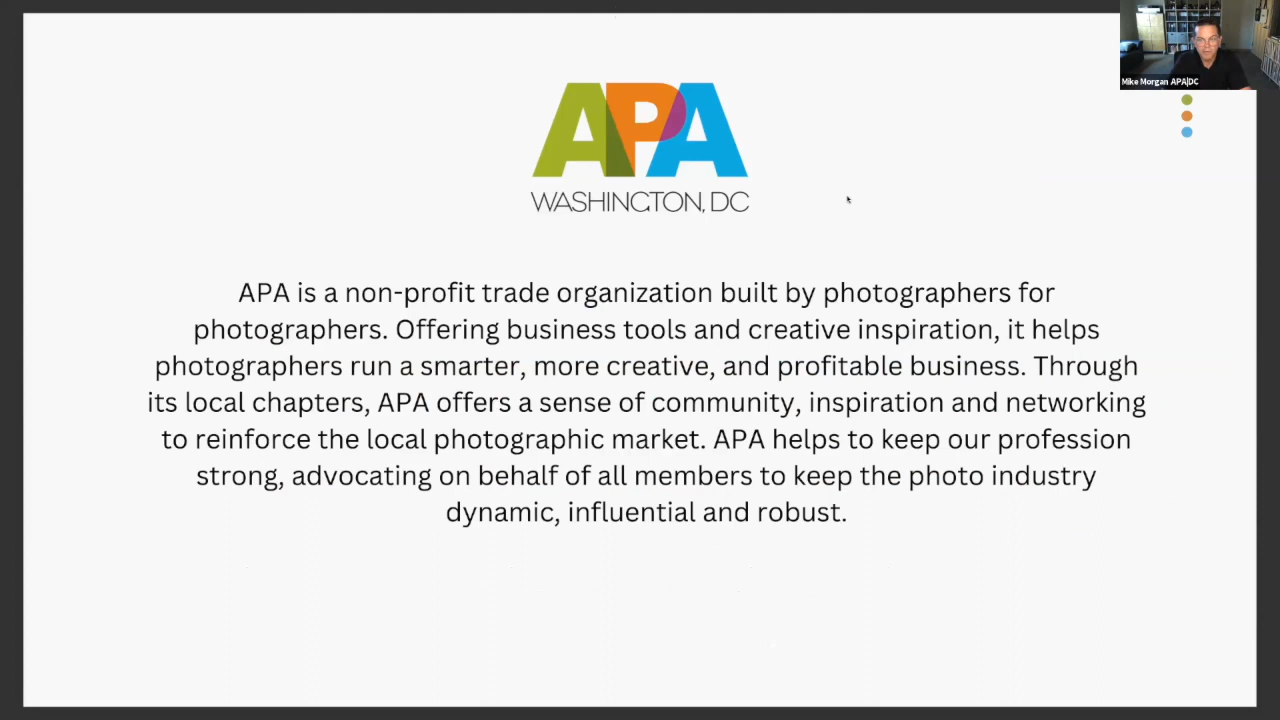 Mike Morgan APA|DC
APA
WASHINGTON, DC
APA is a non-profit trade organization built by photographers for
photographers. Offering business tools and creative inspiration, it helps
photographers run a smarter, more creative, and profitable business. Through
its local chapters, APA offers a sense of community, inspiration and networking
to reinforce the local photographic market. APA helps to keep our profession
strong, advocating on behalf of all members to keep the photo industry
dynamic, influential and robust.